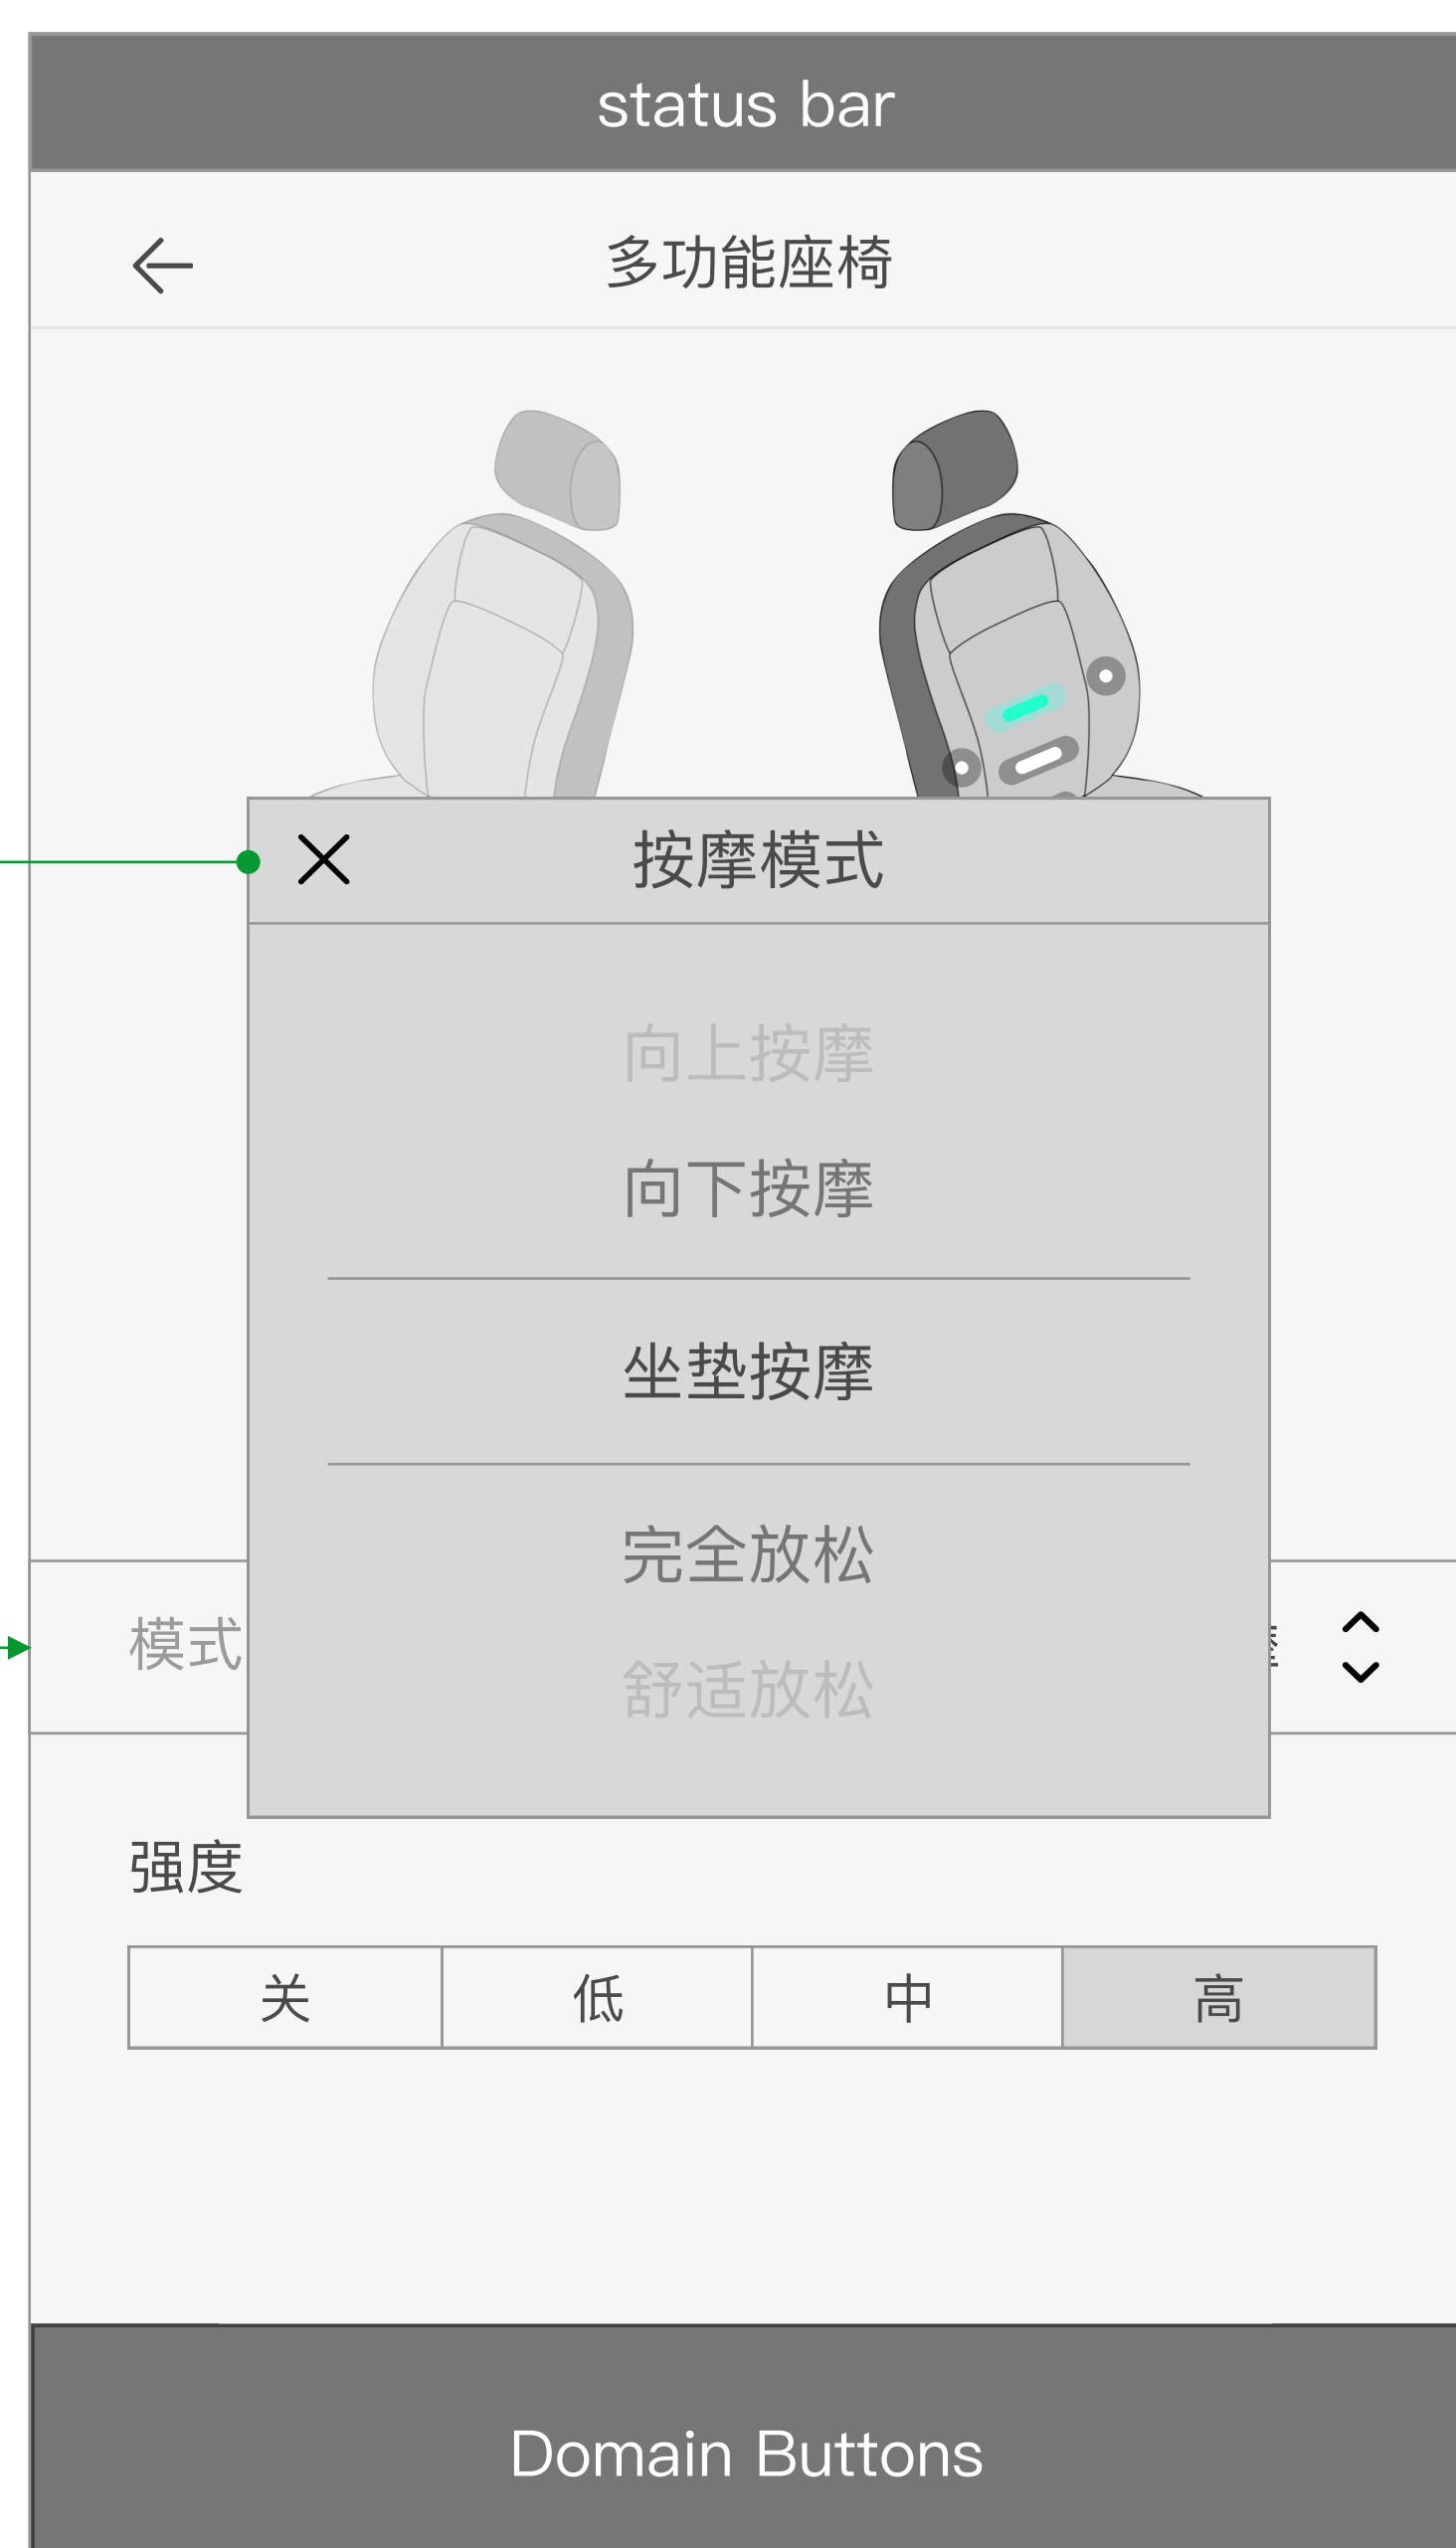 status bar
多功能座椅
按摩模式
向上按摩
向下按摩
坐垫按摩
完全放松
模式
舒适放松
强度
关 低 中 高
Domain Buttons